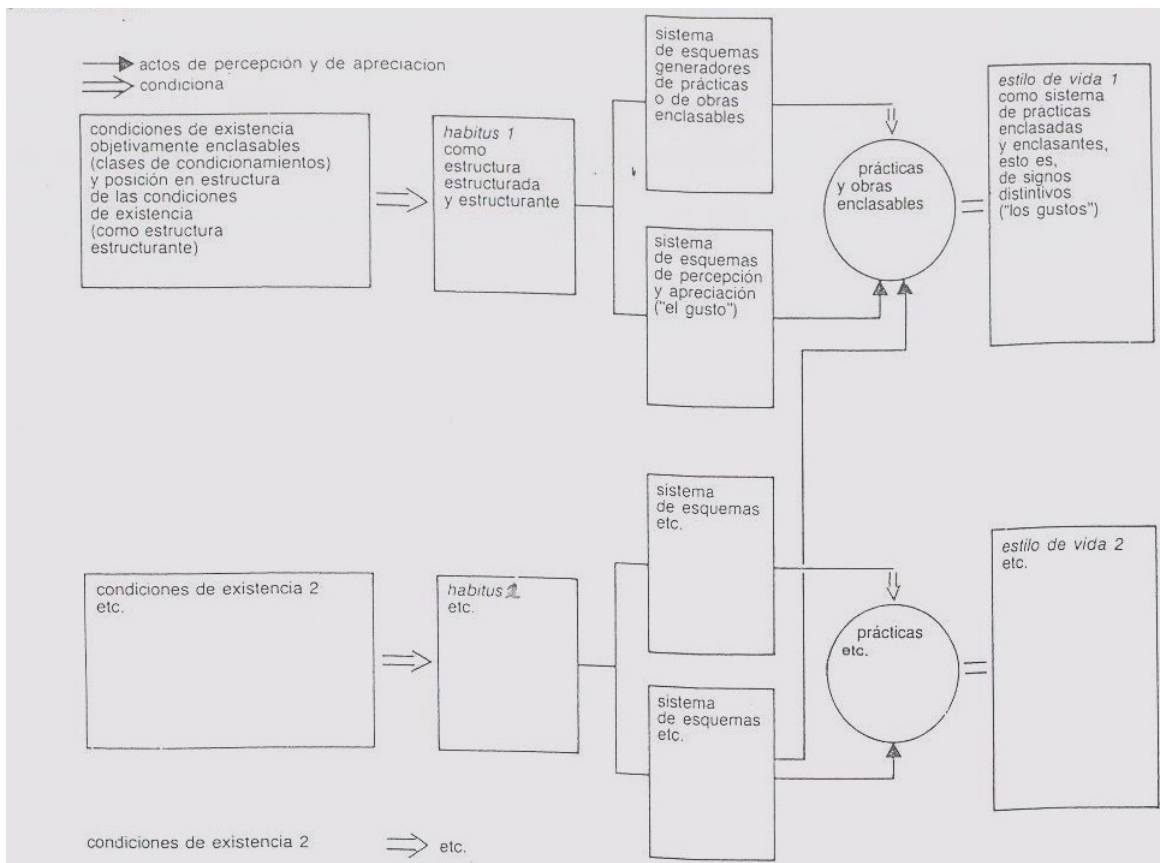 actos de percepción y de apreciacion
condiciona
condiciones de existencia
objetivamente enclasables
(clases de condicionamientos)
y posición en estructura
de las condiciones
de existencia
(como estructura
estructurante)
habitus 1
como
estructura
estructurada
y estructurante
sistema
de esquemas
generadores
de prácticas
o de obras
enclasables
sistema
de esquemas
de percepción
y apreciación
("el gusto")
prácticas
y obras
enclasables
estilo de vida 1
como sistema
de prácticas
enclasadas
y enclasantes,
esto es,
de signos
distintivos
("los gustos")
condiciones de existencia 2
etc.
habitus 2
etc.
sistema
de esquemas
etc.
sistema
de esquemas
etc.
prácticas
etc.
estilo de vida 2
etc.
condiciones de existencia 2
etc.